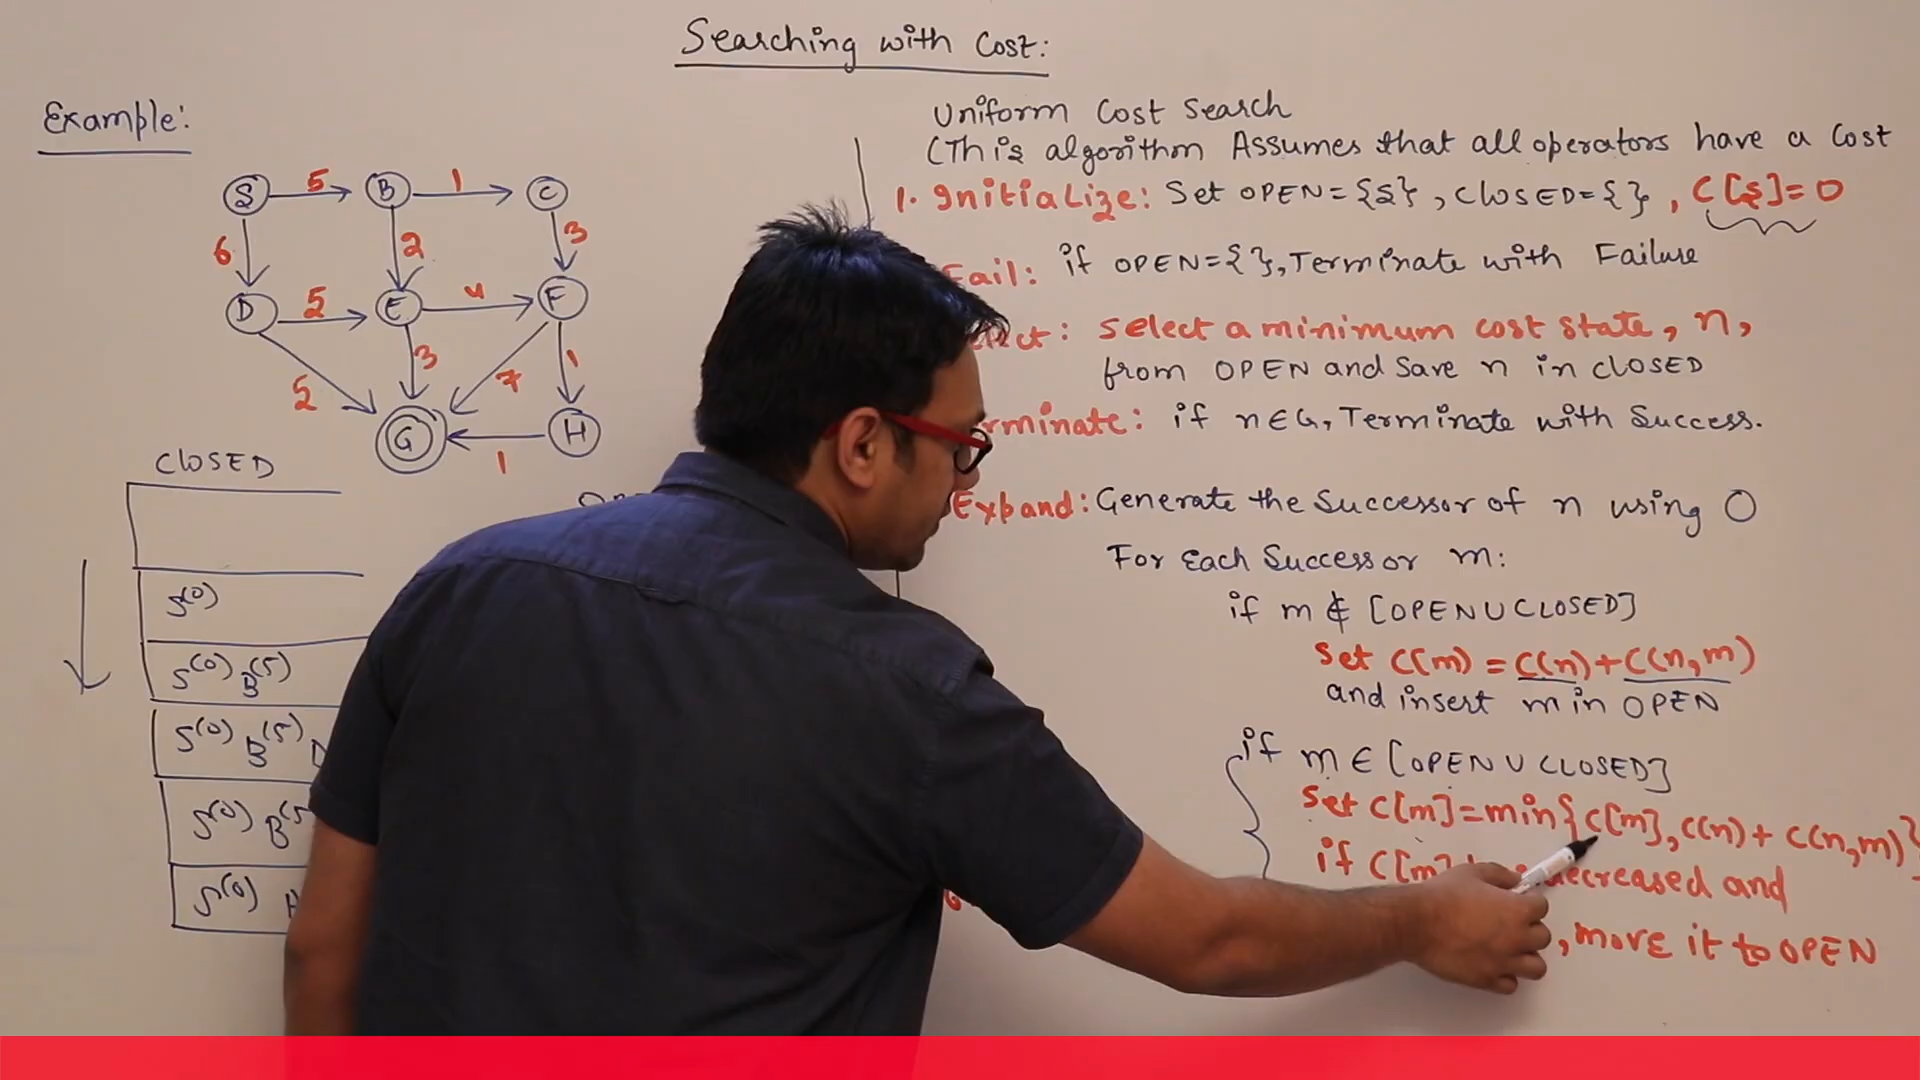 Searching with Cost:
Example:
S 5 B 1 C
6 2 3
D 5 E 4 F
5 3 7 1
G 1 H
CLOSED
S(0)
S(0) B(5)
S(0) B(5)
S(0) B(5
S(0)
Uniform Cost Search
(This algorithm Assumes that all operators have a Cost
1. Initialize: Set OPEN={S}, CLOSED={}, C[S]=0
Fail: if OPEN={}, Terminate with Failure
Select a minimum cost state, n,
from OPEN and Save n in CLOSED
rminate: if n∈G, Terminate with Success.
Expand: Generate the Successor of n using O
For Each Successor m:
if m ∉ [OPEN U CLOSED]
Set C(m) = C(n)+C(n,m)
and insert m in OPEN
if m ∈ [OPEN U CLOSED]
Set C[m]=min{C[m], C(n)+ C(n,m)}
if C[m] decreased and
, move it to OPEN